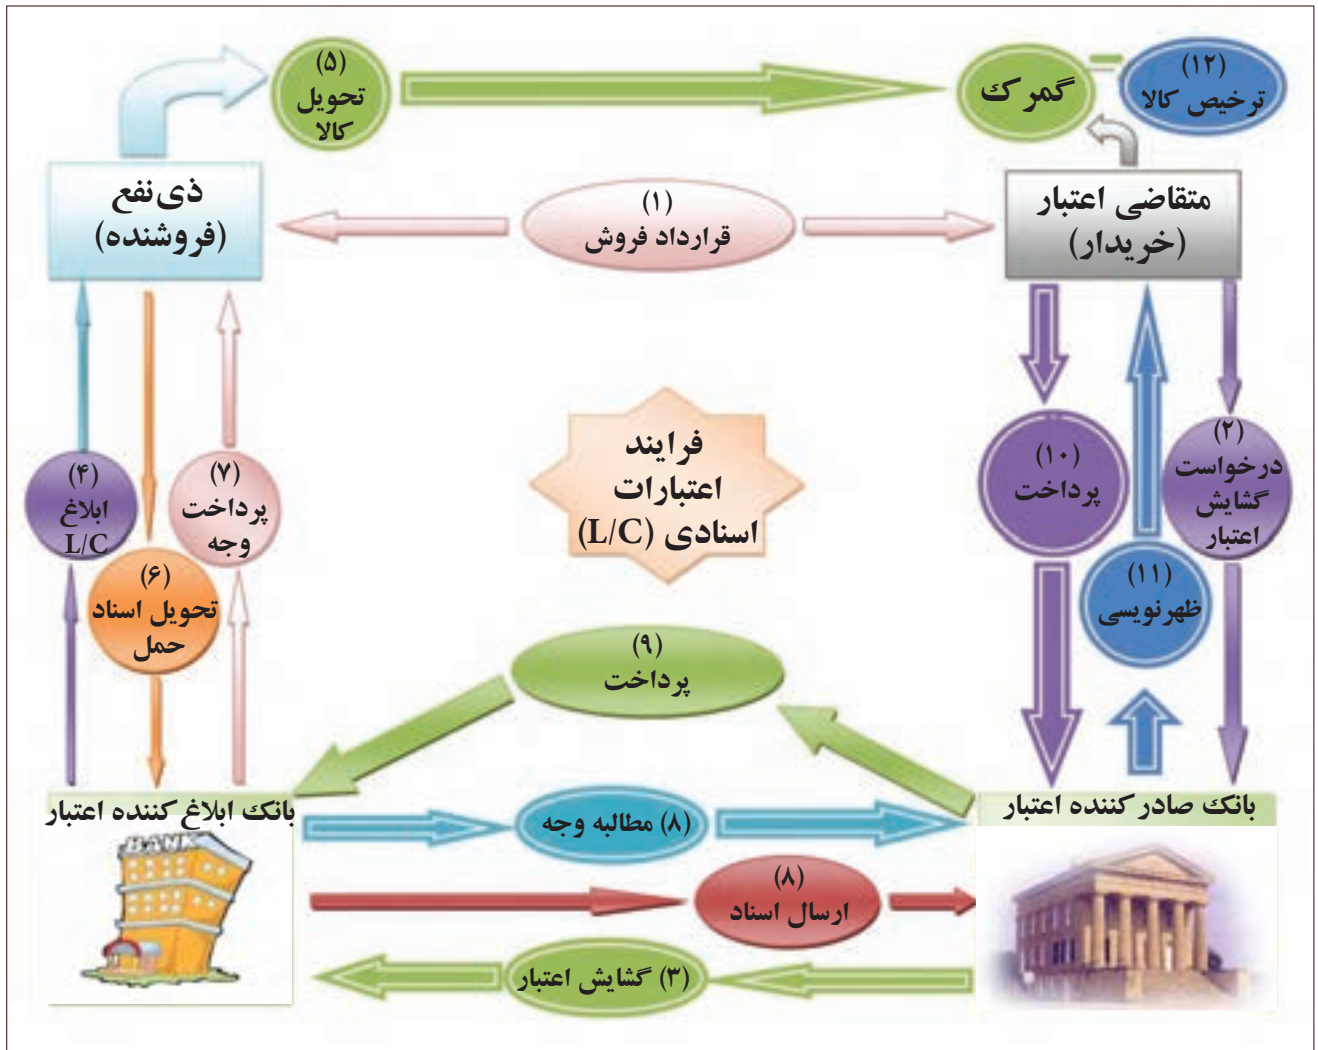 (۵)
تحویل
کالا
گمرک
(۱۲)
ترخیص کالا
ذی‌نفع
(فروشنده)
(۱)
قرارداد فروش
متقاضی اعتبار
(خریدار)
فرایند
اعتبارات
اسنادی (L/C)
(۴)
ابلاغ
L/C
(۷)
پرداخت
وجه
(۶)
تحویل اسناد
حمل
(۱۰)
پرداخت
(۲)
درخواست
گشایش
اعتبار
(۱۱)
ظهرنویسی
(۹)
پرداخت
بانک ابلاغ کننده اعتبار
بانک صادر کننده اعتبار
(۸) مطالبه وجه
BANK
(۸)
ارسال اسناد
(۳) گشایش اعتبار